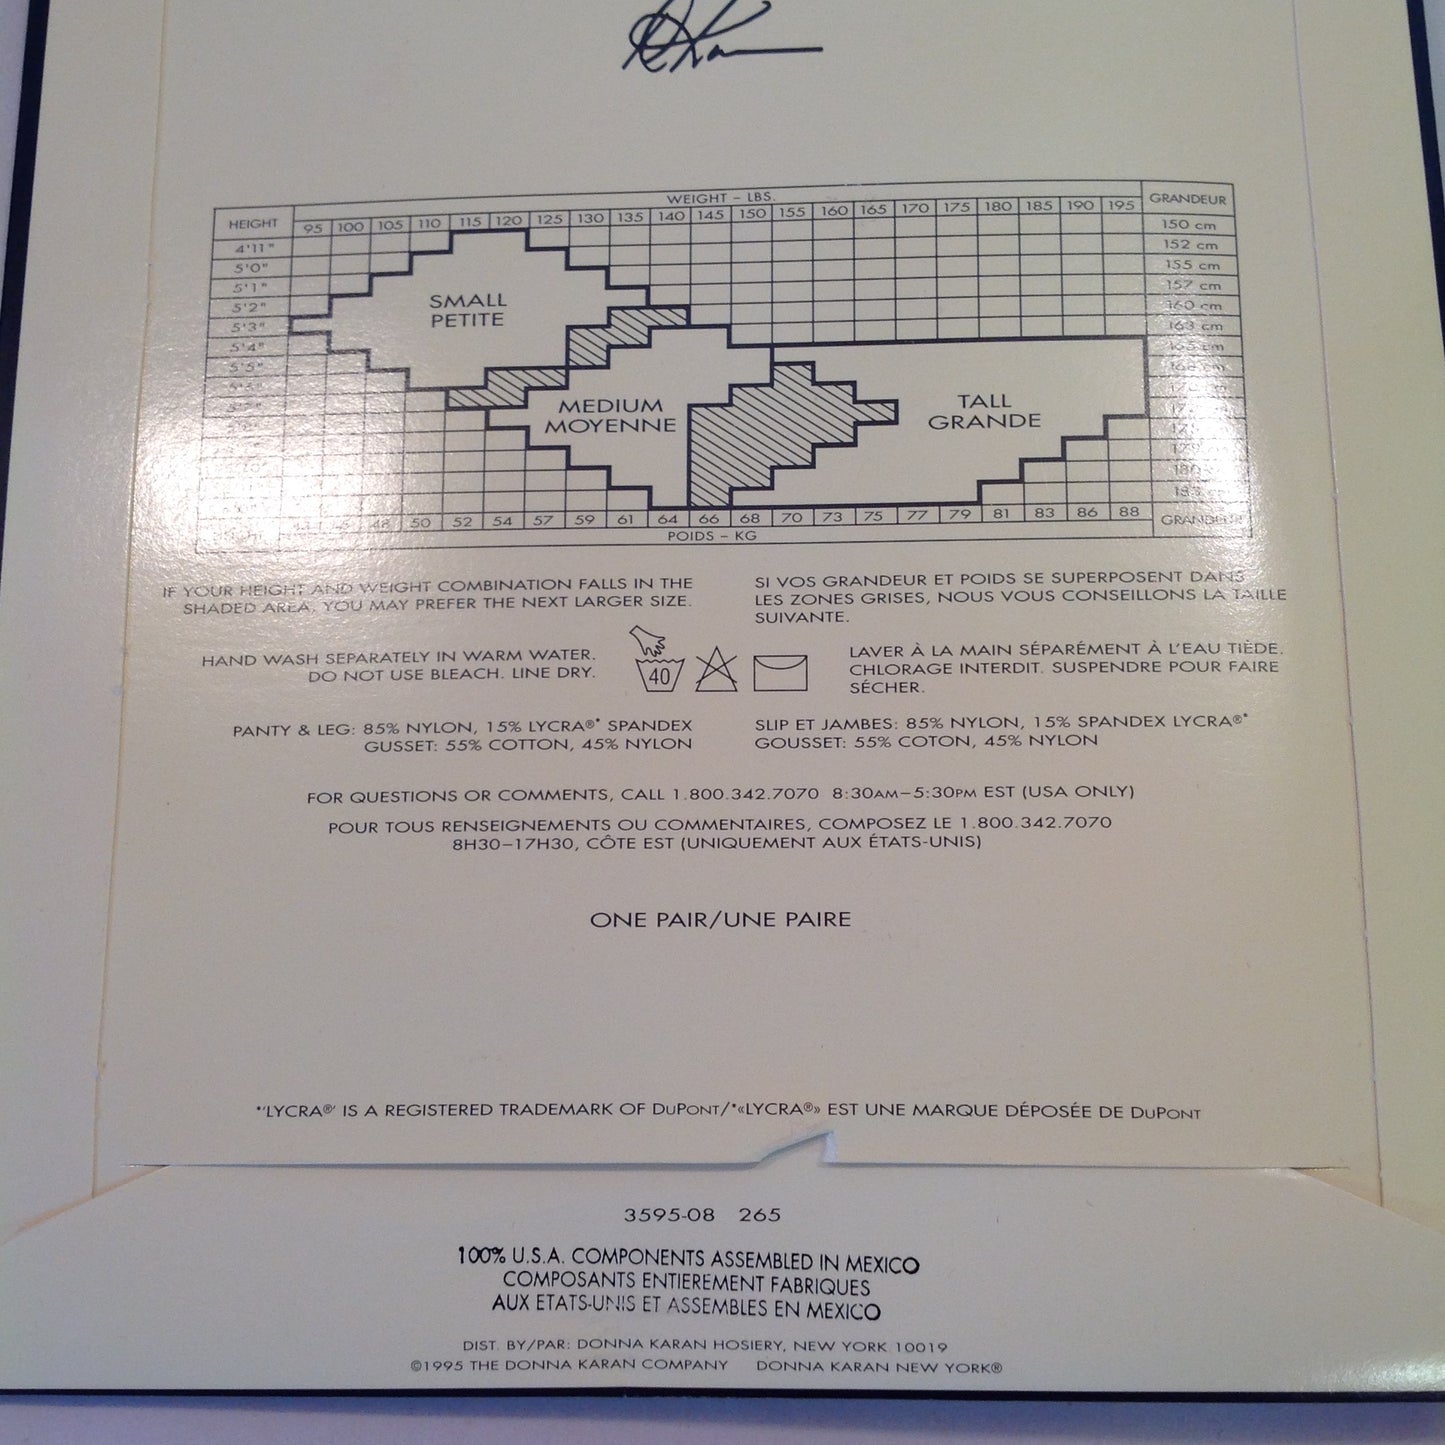 WEIGHT – LBS.
HEIGHT 95 100 105 110 115 120 125 130 135 140 145 150 155 160 165 170 175 180 185 190 195 GRANDEUR
150 cm
4'11" 152 cm
5'0" 155 cm
5'1" 157 cm
5'2" 160 cm
5'3" 163 cm
5'4" 165 cm
5'5"
SMALL
PETITE
MEDIUM
MOYENNE
TALL
GRANDE
50 52 54 57 59 61 64 66 68 70 73 75 77 79 81 83 86 88 GRANDEUR
POIDS – KG
IF YOUR HEIGHT AND WEIGHT COMBINATION FALLS IN THE
SHADED AREA, YOU MAY PREFER THE NEXT LARGER SIZE.
SI VOS GRANDEUR ET POIDS SE SUPERPOSENT DANS
LES ZONES GRISES, NOUS VOUS CONSEILLONS LA TAILLE
SUIVANTE.
HAND WASH SEPARATELY IN WARM WATER.
DO NOT USE BLEACH. LINE DRY.
40
LAVER À LA MAIN SÉPARÉMENT À L'EAU TIÈDE.
CHLORAGE INTERDIT. SUSPENDRE POUR FAIRE
SÉCHER.
PANTY & LEG: 85% NYLON, 15% LYCRA®* SPANDEX
GUSSET: 55% COTTON, 45% NYLON
SLIP ET JAMBES: 85% NYLON, 15% SPANDEX LYCRA®*
GOUSSET: 55% COTON, 45% NYLON
FOR QUESTIONS OR COMMENTS, CALL 1.800.342.7070 8:30AM–5:30PM EST (USA ONLY)
POUR TOUS RENSEIGNEMENTS OU COMMENTAIRES, COMPOSEZ LE 1.800.342.7070
8H30–17H30, CÔTE EST (UNIQUEMENT AUX ÉTATS-UNIS)
ONE PAIR/UNE PAIRE
*'LYCRA®' IS A REGISTERED TRADEMARK OF DUPONT/*«LYCRA®» EST UNE MARQUE DÉPOSÉE DE DUPONT
3595-08 265
100% U.S.A. COMPONENTS ASSEMBLED IN MEXICO
COMPOSANTS ENTIEREMENT FABRIQUES
AUX ETATS-UNIS ET ASSEMBLES EN MEXICO
DIST. BY/PAR: DONNA KARAN HOSIERY, NEW YORK 10019
©1995 THE DONNA KARAN COMPANY DONNA KARAN NEW YORK®